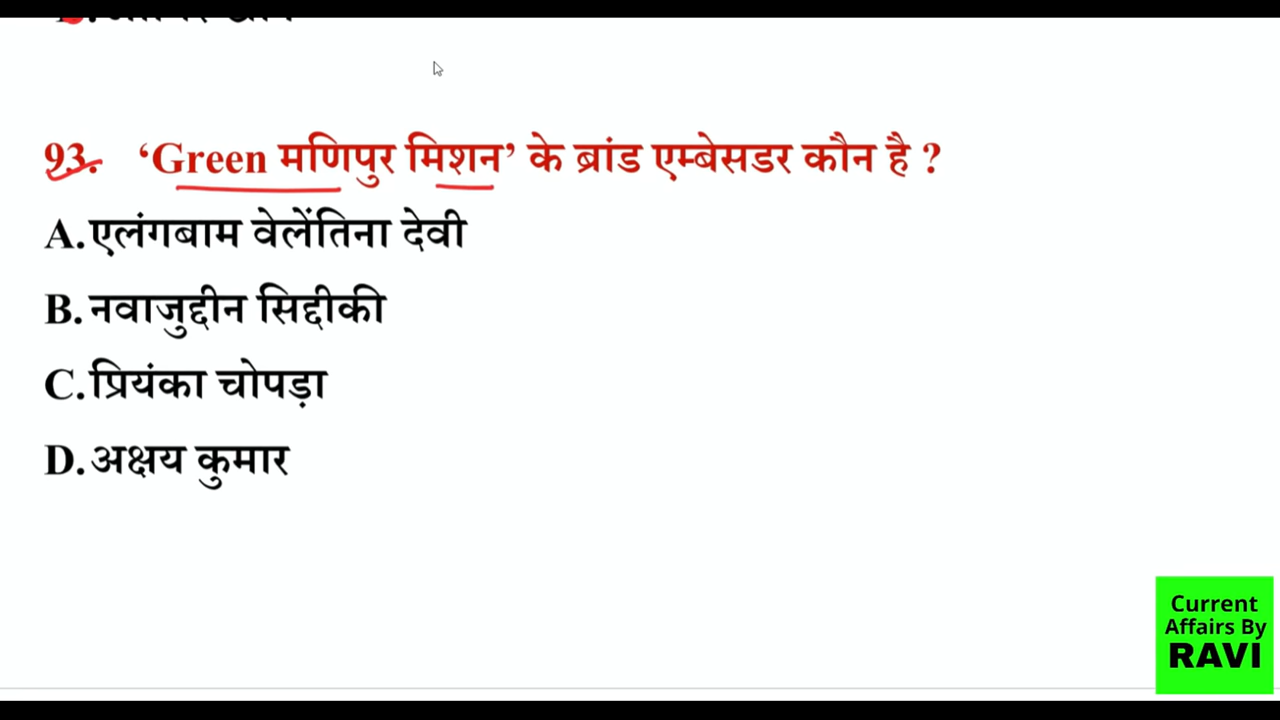 93. ‘Green मणिपुर मिशन’ के ब्रांड एम्बेसडर कौन है ?
A.एलंगबाम वेलेंतिना देवी
B.नवाजुद्दीन सिद्दीकी
C.प्रियंका चोपड़ा
D.अक्षय कुमार
Current
Affairs By
RAVI